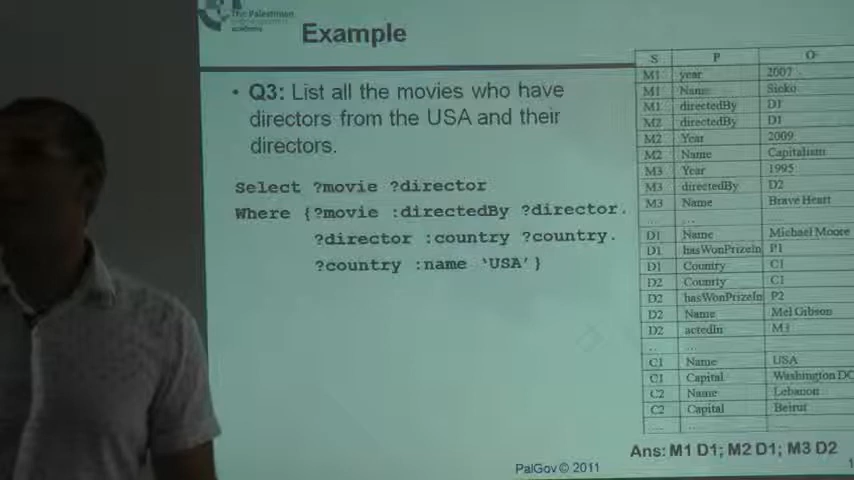 The Palestinian
academy
Example
• Q3: List all the movies who have
directors from the USA and their
directors.
Select ?movie ?director
Where {?movie :directedBy ?director.
?director :country ?country.
?country :name ‘USA’}
S P O
M1 year 2007
M1 Name Sicko
M1 directedBy D1
M2 directedBy D1
M2 Year 2009
M2 Name Capitalism
M3 Year 1995
M3 directedBy D2
M3 Name Brave Heart
... ...
D1 Name Michael Moore
D1 hasWonPrizeIn P1
D1 Country C1
D2 Country C1
D2 hasWonPrizeIn P2
D2 Name Mel Gibson
D2 actedIn M3
... ...
C1 Name USA
C1 Capital Washington DC
C2 Name Lebanon
C2 Capital Beirut
... ...
Ans: M1 D1; M2 D1; M3 D2
PalGov © 2011